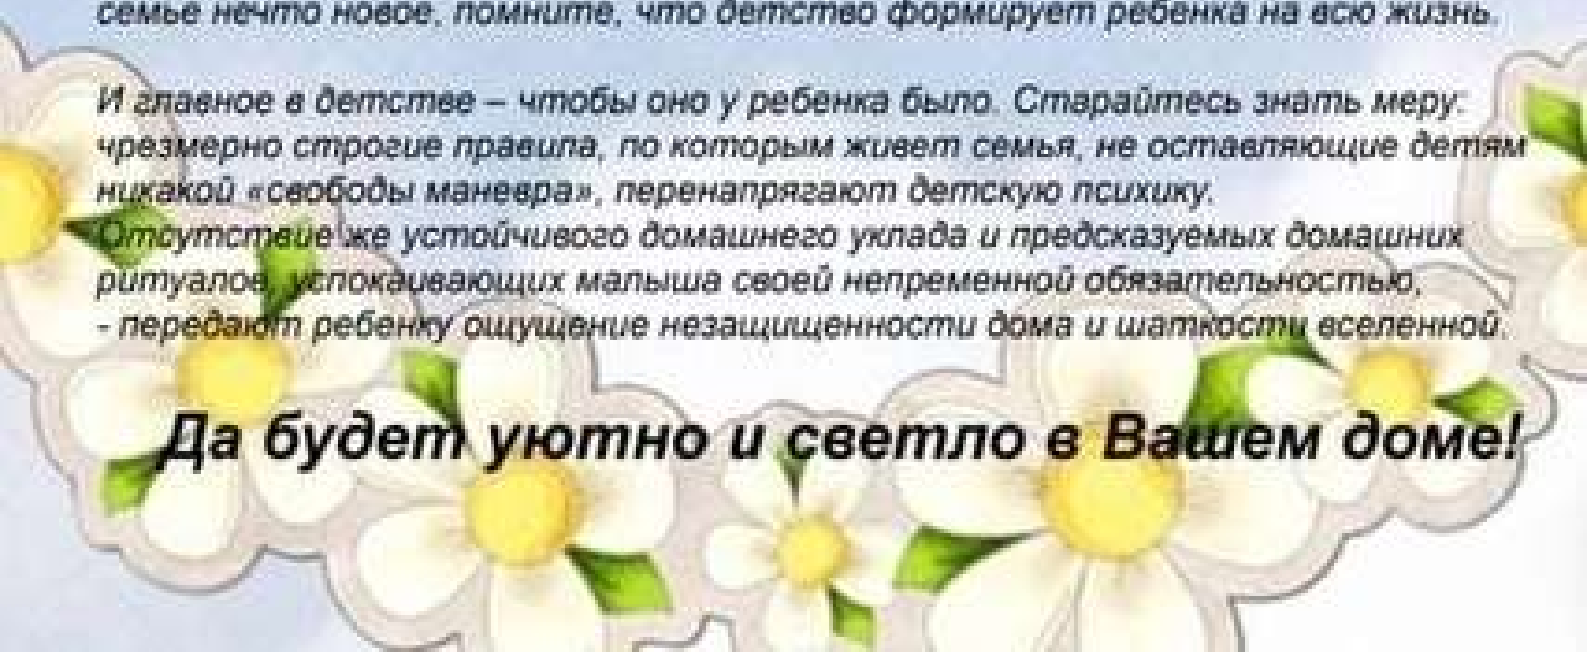 семье нечто новое, помните, что детство формирует ребенка на всю жизнь.
И главное в детстве – чтобы оно у ребенка было. Старайтесь знать меру:
чрезмерно строгие правила, по которым живет семья, не оставляющие детям
никакой «свободы маневра», перенапрягают детскую психику.
Отсутствие же устойчивого домашнего уклада и предсказуемых домашних
ритуалов, успокаивающих малыша своей непременной обязательностью,
- передают ребенку ощущение незащищенности дома и шаткости вселенной.
Да будет уютно и светло в Вашем доме!